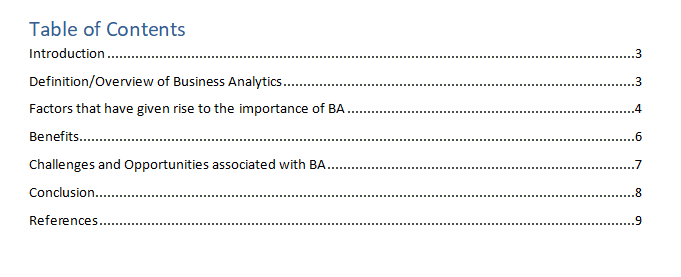 Table of Contents
Introduction.....3
Definition/Overview of Business Analytics.....3
Factors that have given rise to the importance of BA.....4
Benefits.....6
Challenges and Opportunities associated with BA.....7
Conclusion.....8
References.....9